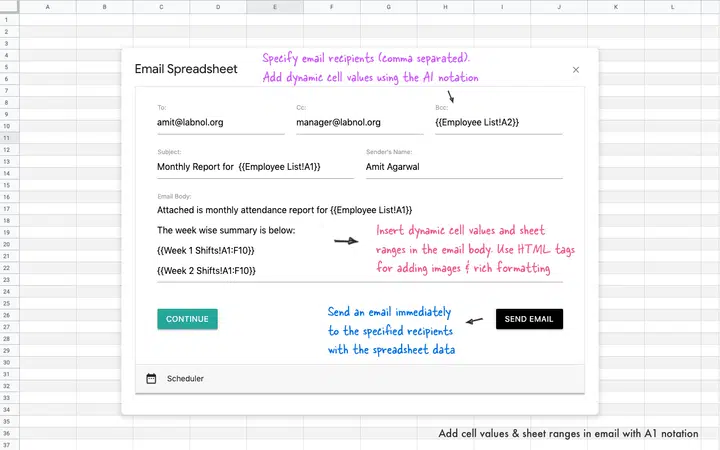 A B C D E F G H I J K L
1
2
3
4
5
6
7
8
9
10
11
12
13
14
15
16
17
18
19
20
21
22
23
24
25
26
27
28
29
30
31
32
33
34
35
36
37
Email Spreadsheet
Specify email recipients (comma separated).
Add dynamic cell values using the A1 notation
×
To: Cc: Bcc:
amit@labnol.org manager@labnol.org {{Employee List!A2}}
Subject: Sender's Name:
Monthly Report for {{Employee List!A1}} Amit Agarwal
Email Body:
Attached is monthly attendance report for {{Employee List!A1}}
The week wise summary is below:
{{Week 1 Shifts!A1:F10}}
{{Week 2 Shifts!A1:F10}}
Insert dynamic cell values and sheet
ranges in the email body. Use HTML tags
for adding images & rich formatting
CONTINUE
Send an email immediately
to the specified recipients
with the spreadsheet data
SEND EMAIL
Scheduler
Add cell values & sheet ranges in email with A1 notation